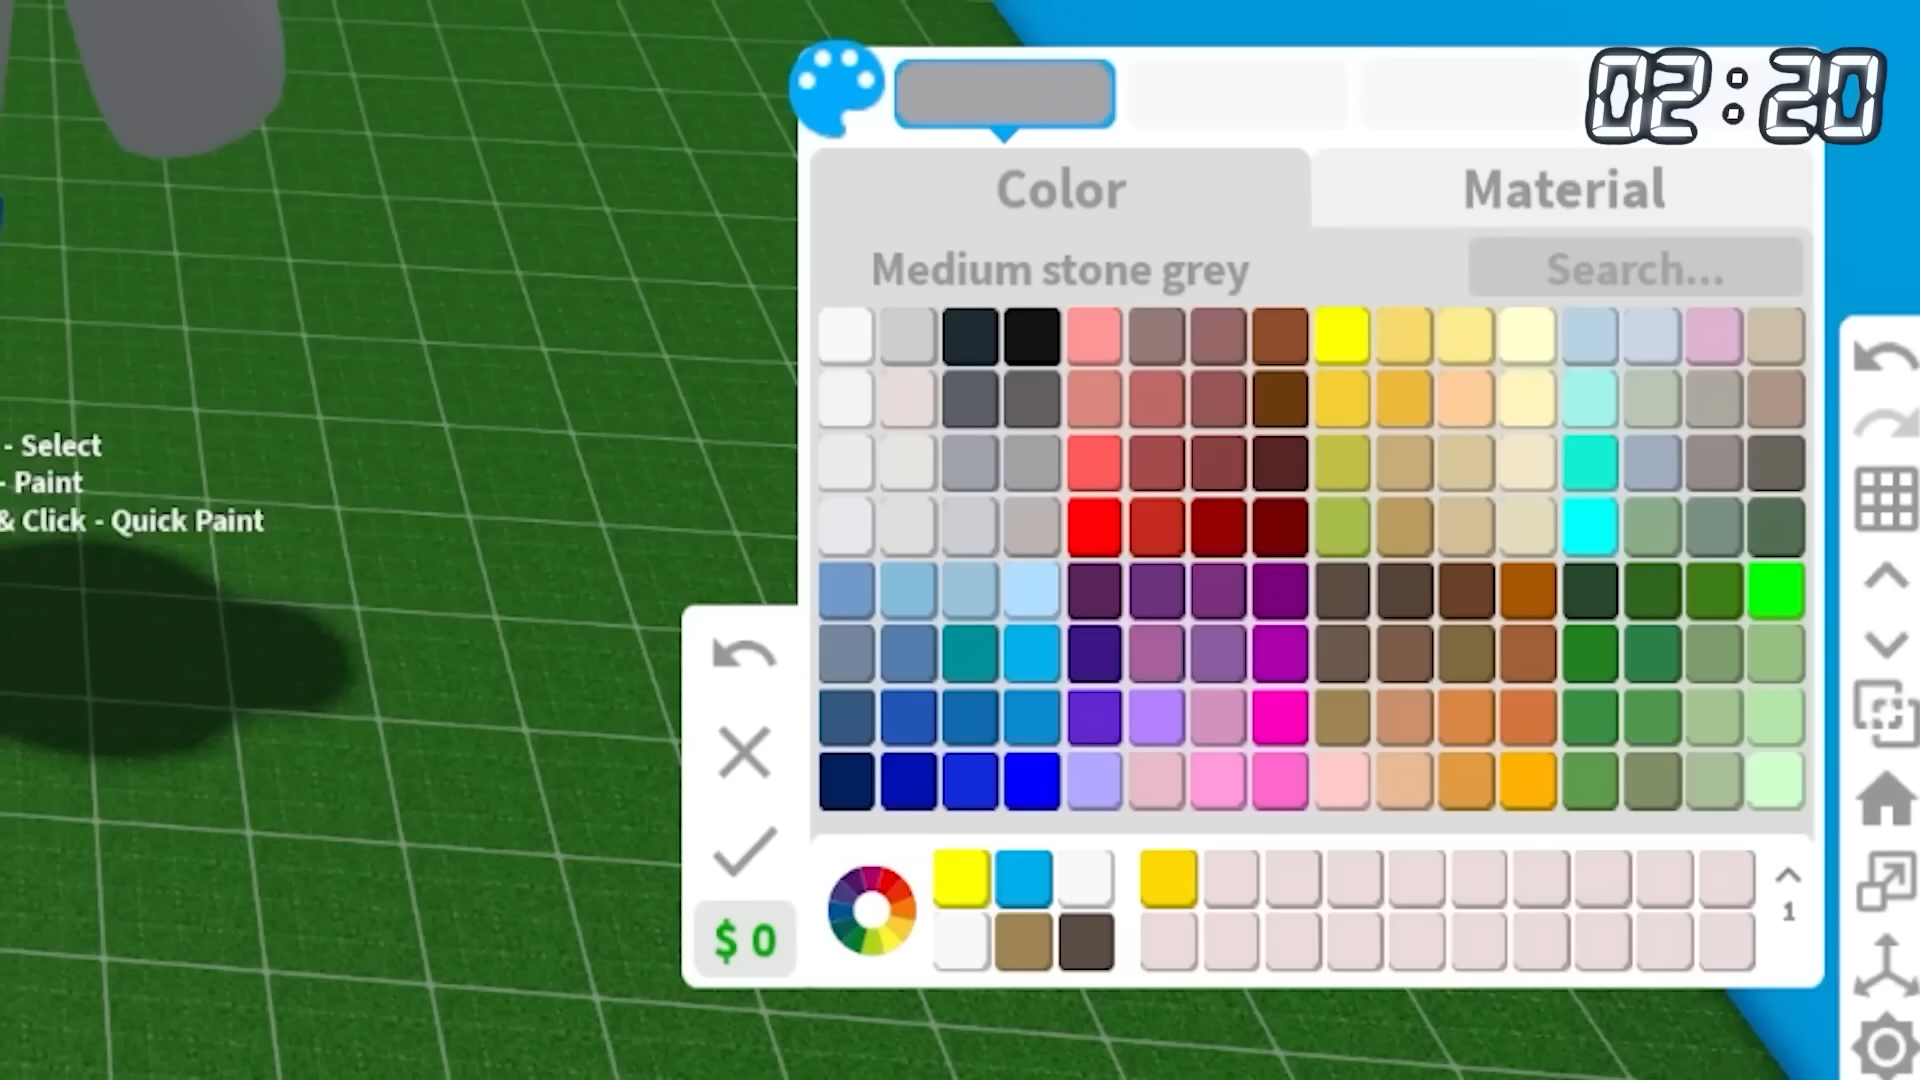 02:20
Color
Material
Medium stone grey
Search...
- Select
- Paint
& Click - Quick Paint
$ 0
1